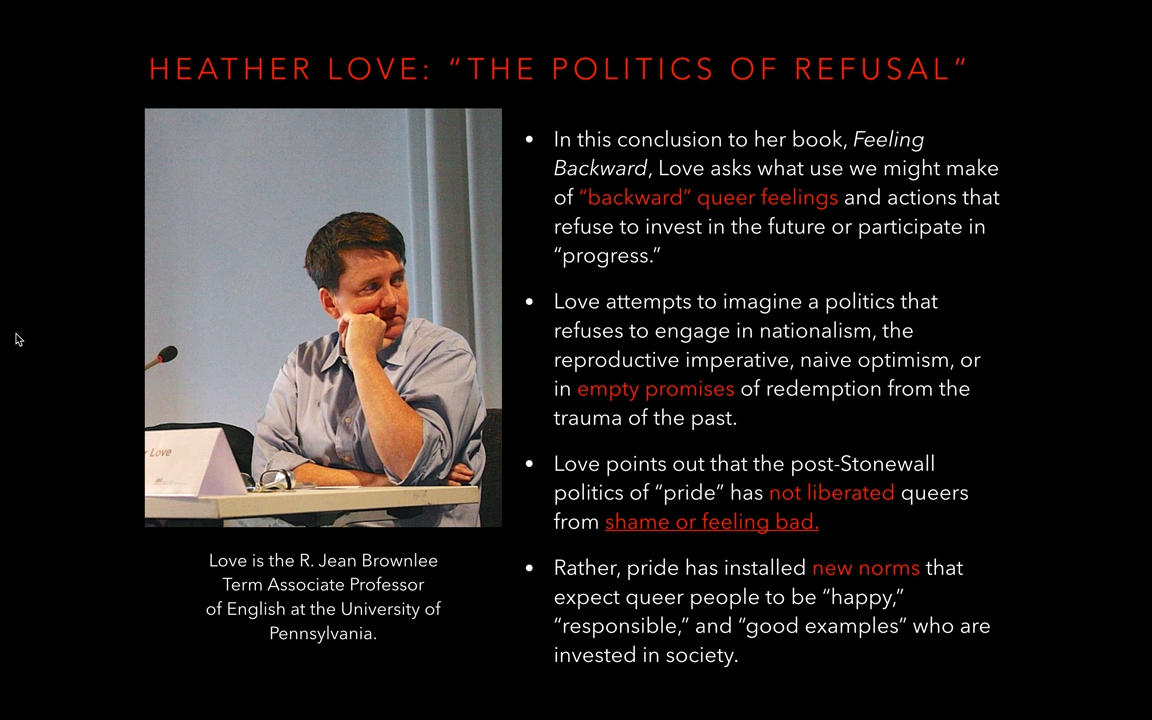 HEATHER LOVE: “THE POLITICS OF REFUSAL”
• In this conclusion to her book, Feeling
Backward, Love asks what use we might make
of “backward” queer feelings and actions that
refuse to invest in the future or participate in
“progress.”
• Love attempts to imagine a politics that
refuses to engage in nationalism, the
reproductive imperative, naive optimism, or
in empty promises of redemption from the
trauma of the past.
• Love points out that the post-Stonewall
politics of “pride” has not liberated queers
from shame or feeling bad.
• Rather, pride has installed new norms that
expect queer people to be “happy,”
“responsible,” and “good examples” who are
invested in society.
Love
Love is the R. Jean Brownlee
Term Associate Professor
of English at the University of
Pennsylvania.